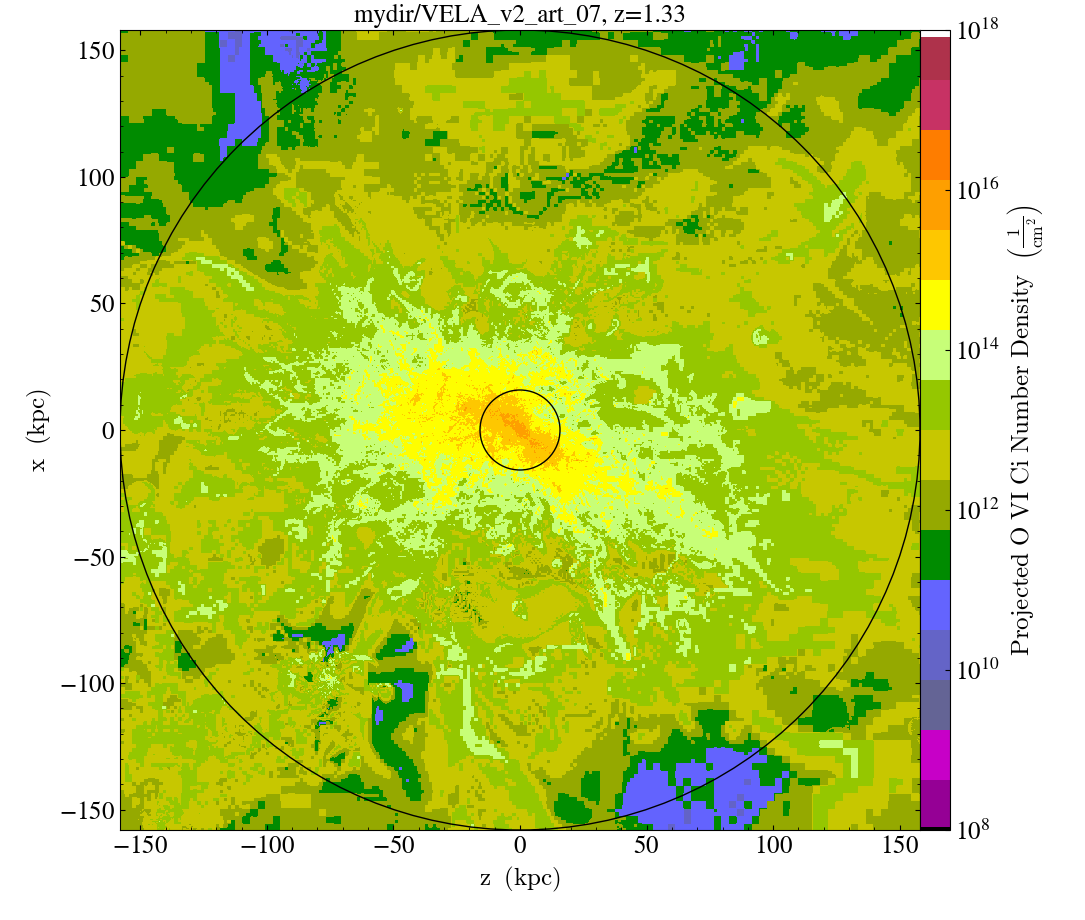 mydir/VELA_v2_art_07, z=1.33
150
100
50
0
−50
−100
−150
x (kpc)
−150 −100 −50 0 50 100 150
z (kpc)
10^18
10^16
10^14
10^12
10^10
10^8
Projected O VI Ci Number Density (1/cm^2)